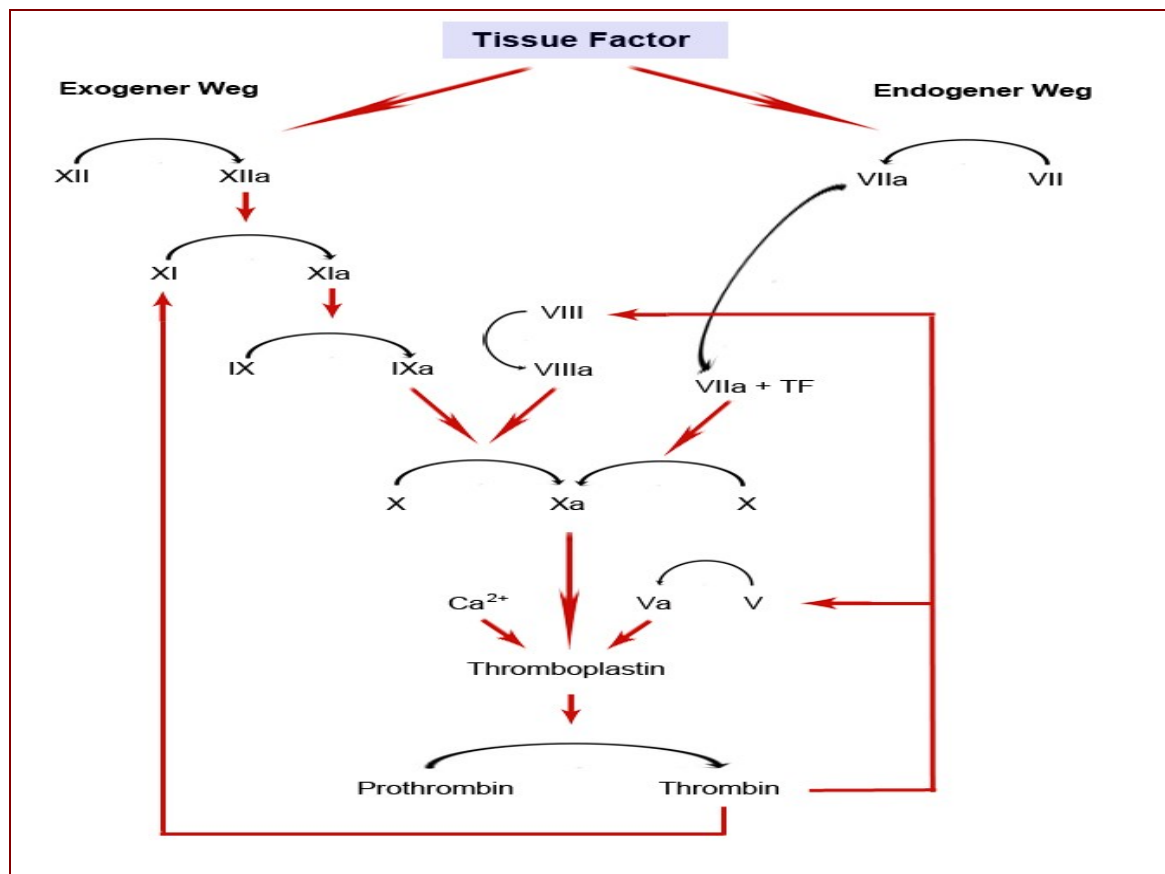 Tissue Factor
Exogener Weg
Endogener Weg
XII
XIIa
VIIa
VII
XI
XIa
VIII
IX
IXa
VIIIa
VIIa + TF
X
Xa
X
Ca²⁺
Va
V
Thromboplastin
Prothrombin
Thrombin